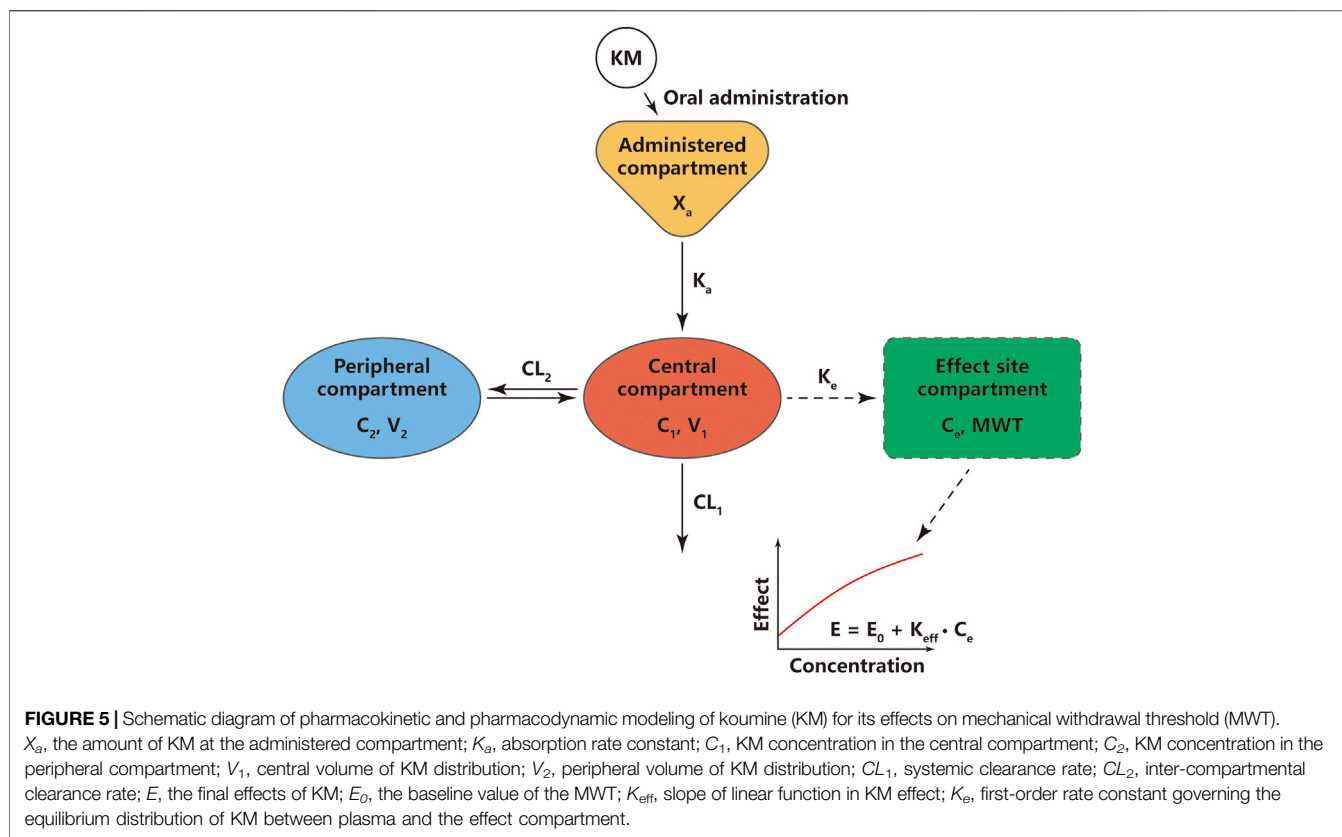 KM
Oral administration
Administered
compartment
Xₐ
Kₐ
Peripheral
compartment
C₂, V₂
CL₂
Central
compartment
C₁, V₁
Kₑ
Effect site
compartment
Cₑ, MWT
CL₁
Effect
E = E₀ + Kₑff · Cₑ
Concentration
FIGURE 5 | Schematic diagram of pharmacokinetic and pharmacodynamic modeling of koumine (KM) for its effects on mechanical withdrawal threshold (MWT).
Xₐ, the amount of KM at the administered compartment; Kₐ, absorption rate constant; C₁, KM concentration in the central compartment; C₂, KM concentration in the
peripheral compartment; V₁, central volume of KM distribution; V₂, peripheral volume of KM distribution; CL₁, systemic clearance rate; CL₂, inter-compartmental
clearance rate; E, the final effects of KM; E₀, the baseline value of the MWT; Kₑff, slope of linear function in KM effect; Kₑ, first-order rate constant governing the
equilibrium distribution of KM between plasma and the effect compartment.